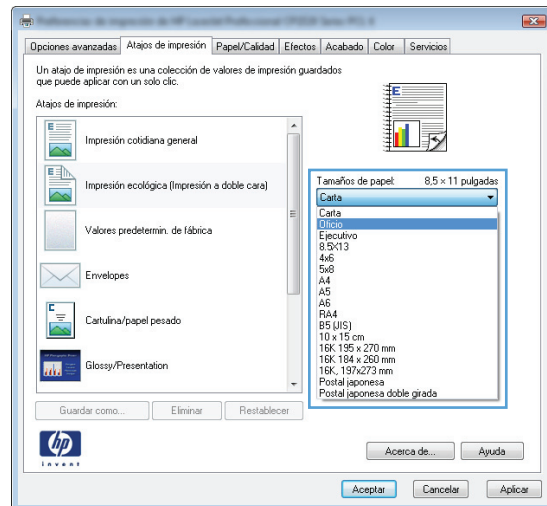 Opciones avanzadas Atajos de impresión Papel/Calidad Efectos Acabado Color Servicios
Un atajo de impresión es una colección de valores de impresión guardados
que puede aplicar con un solo clic.
Atajos de impresión:
Impresión cotidiana general
Impresión ecológica (Impresión a doble cara)
Valores predetermin. de fábrica
Envelopes
Cartulina/papel pesado
Glossy/Presentation
Tamaños de papel: 8,5 × 11 pulgadas
Carta
Carta
Oficio
Ejecutivo
8.5X13
4x6
5x8
A4
A5
A6
RA4
B5 (JIS)
10 x 15 cm
16K 195 x 270 mm
16K 184 x 260 mm
16K, 197x273 mm
Postal japonesa
Postal japonesa doble girada
Guardar como... Eliminar Restablecer
hp
invent
Acerca de... Ayuda
Aceptar Cancelar Aplicar